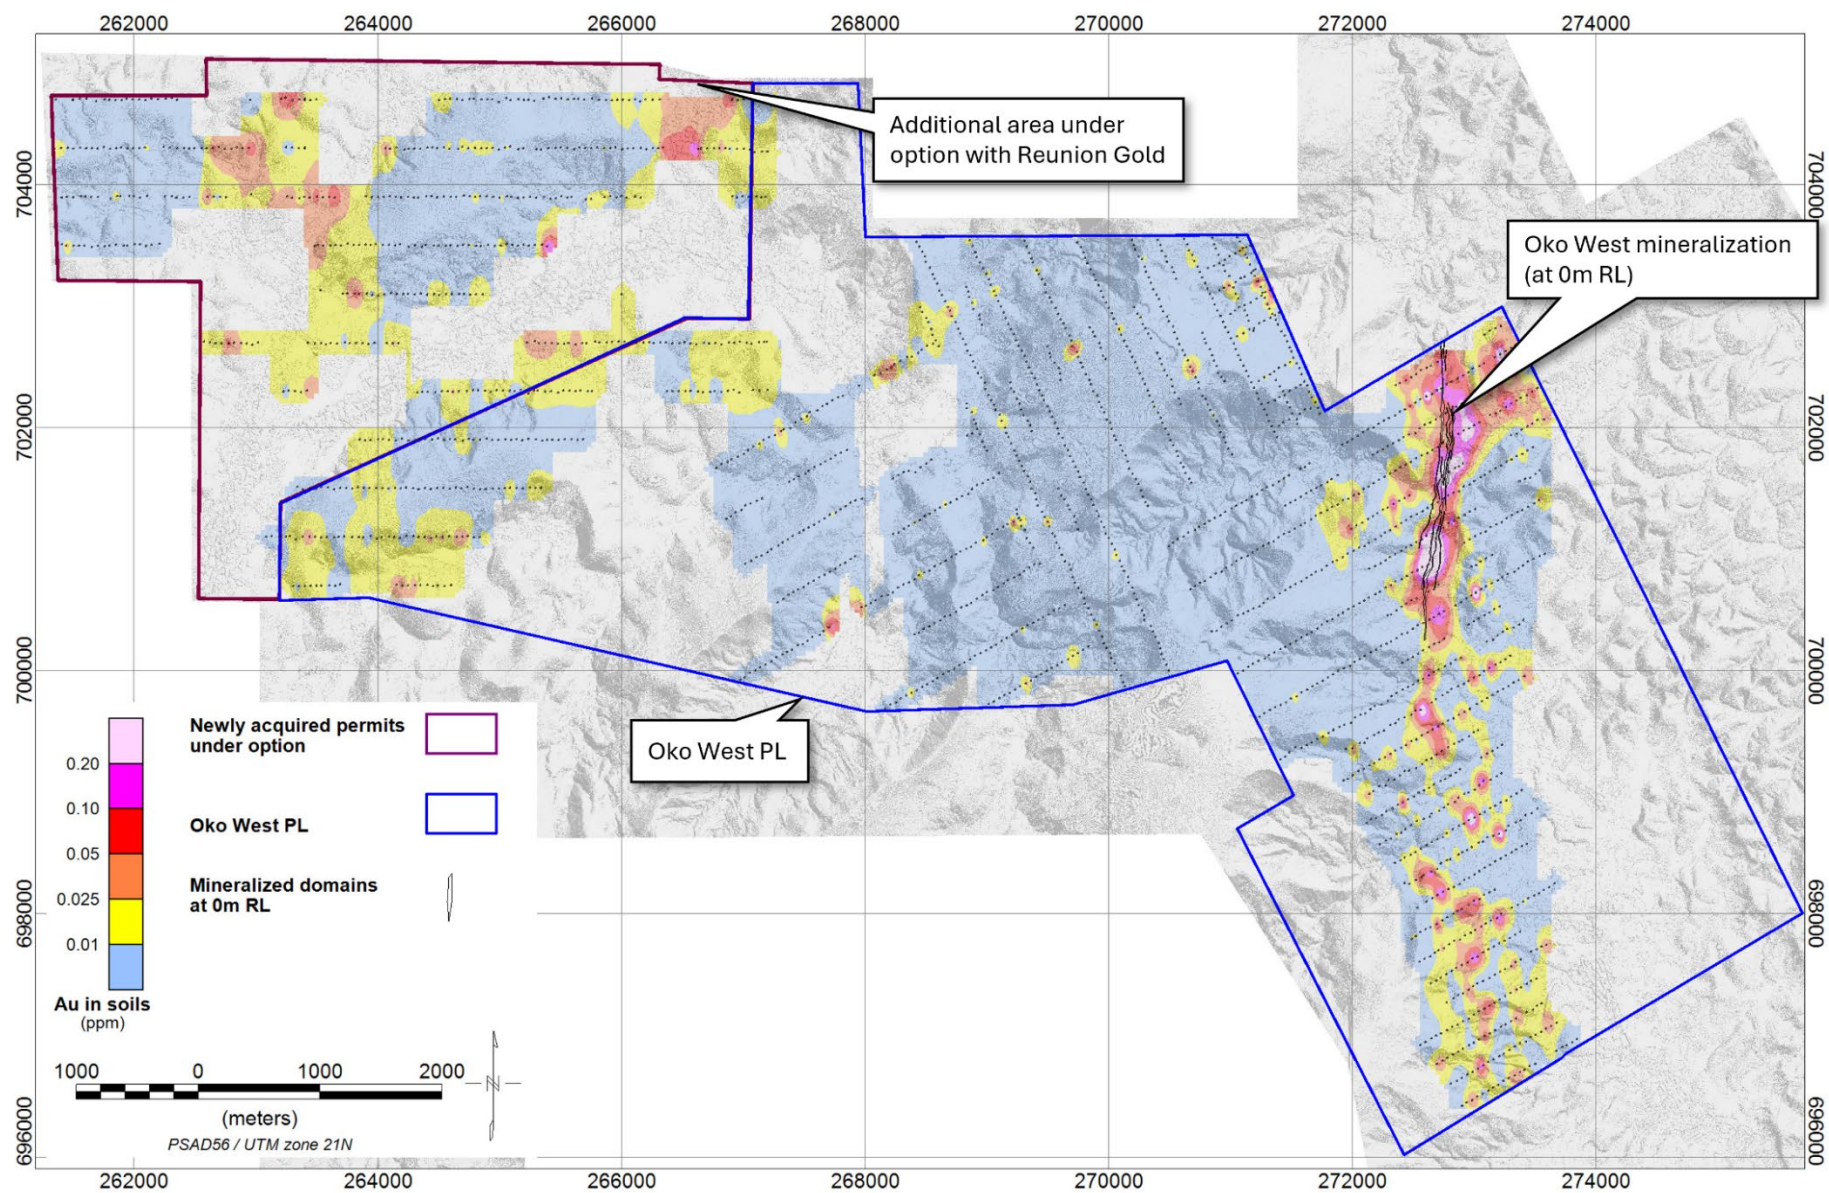 262000
264000
266000
268000
270000
272000
274000
704000
702000
700000
698000
696000
704000
702000
700000
698000
696000
Additional area under
option with Reunion Gold
Oko West mineralization
(at 0m RL)
Oko West PL
Newly acquired permits
under option
Oko West PL
Mineralized domains
at 0m RL
0.20
0.10
0.05
0.025
0.01
Au in soils
(ppm)
1000
0
1000
2000
(meters)
PSAD56 / UTM zone 21N
N
262000
264000
266000
268000
270000
272000
274000